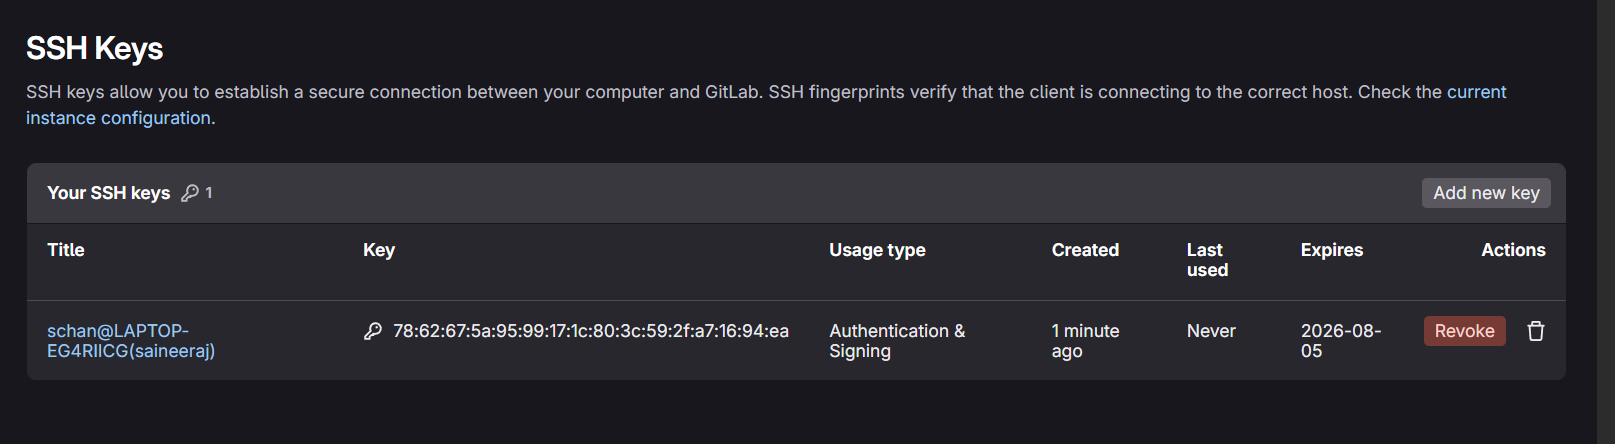 SSH Keys
SSH keys allow you to establish a secure connection between your computer and GitLab. SSH fingerprints verify that the client is connecting to the correct host. Check the current
instance configuration.
Your SSH keys 1
Add new key
Title Key Usage type Created Last used Expires Actions
schan@LAPTOP-
EG4RIICG(saineeraj)
78:62:67:5a:95:99:17:1c:80:3c:59:2f:a7:16:94:ea
Authentication &
Signing
1 minute
ago
Never
2026-08-
05
Revoke